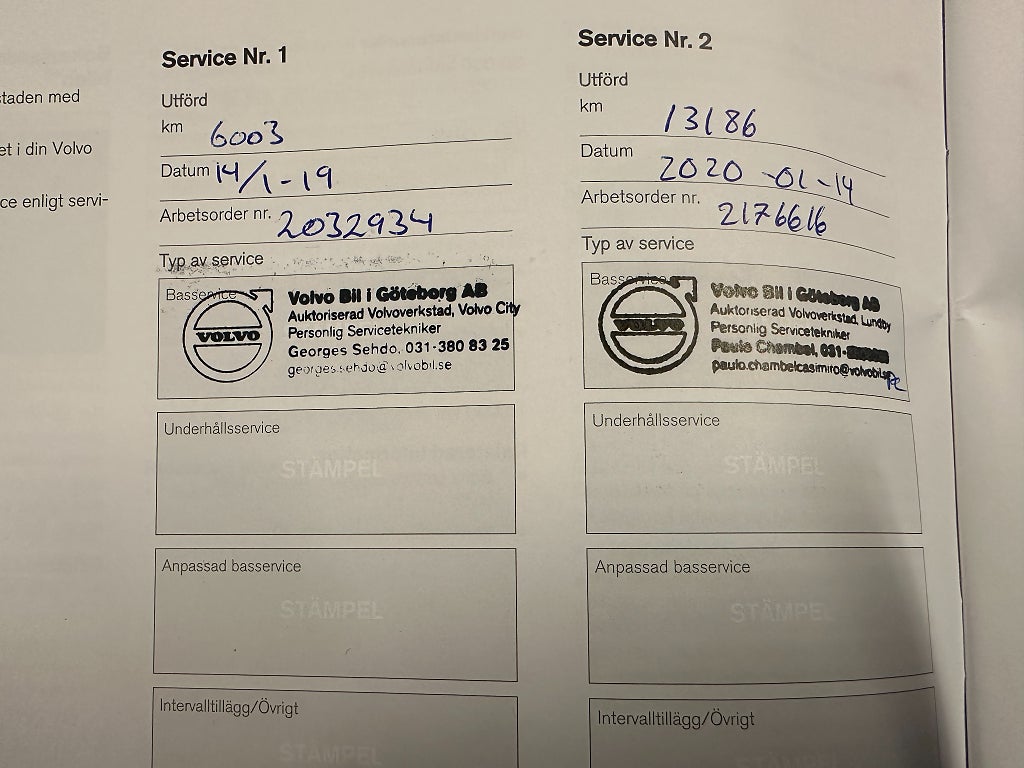 staden med
et i din Volvo
ce enligt servi-
Service Nr. 1
Utförd
km 6003
Datum 14/1-19
Arbetsorder nr. 2032934
Typ av service
Basservice
VOLVO
Volvo Bil i Göteborg AB
Auktoriserad Volvoverkstad, Volvo City
Personlig Servicetekniker
Georges Sehdo, 031-380 83 25
georges.sehdo@volvobil.se
Underhållsservice
STÄMPEL
Anpassad basservice
STÄMPEL
Intervalltillägg/Övrigt
STÄMPEL
Service Nr. 2
Utförd
km 13186
Datum 2020-01-14
Arbetsorder nr. 2176616
Typ av service
Basservice
VOLVO
Volvo Bil i Göteborg AB
Auktoriserad Volvoverkstad, Lundby
Personlig Servicetekniker
Paulo Chambel, 031-
paulo.chambelcasimiro@volvobil.se
Underhållsservice
STÄMPEL
Anpassad basservice
STÄMPEL
Intervalltillägg/Övrigt
STÄMPEL